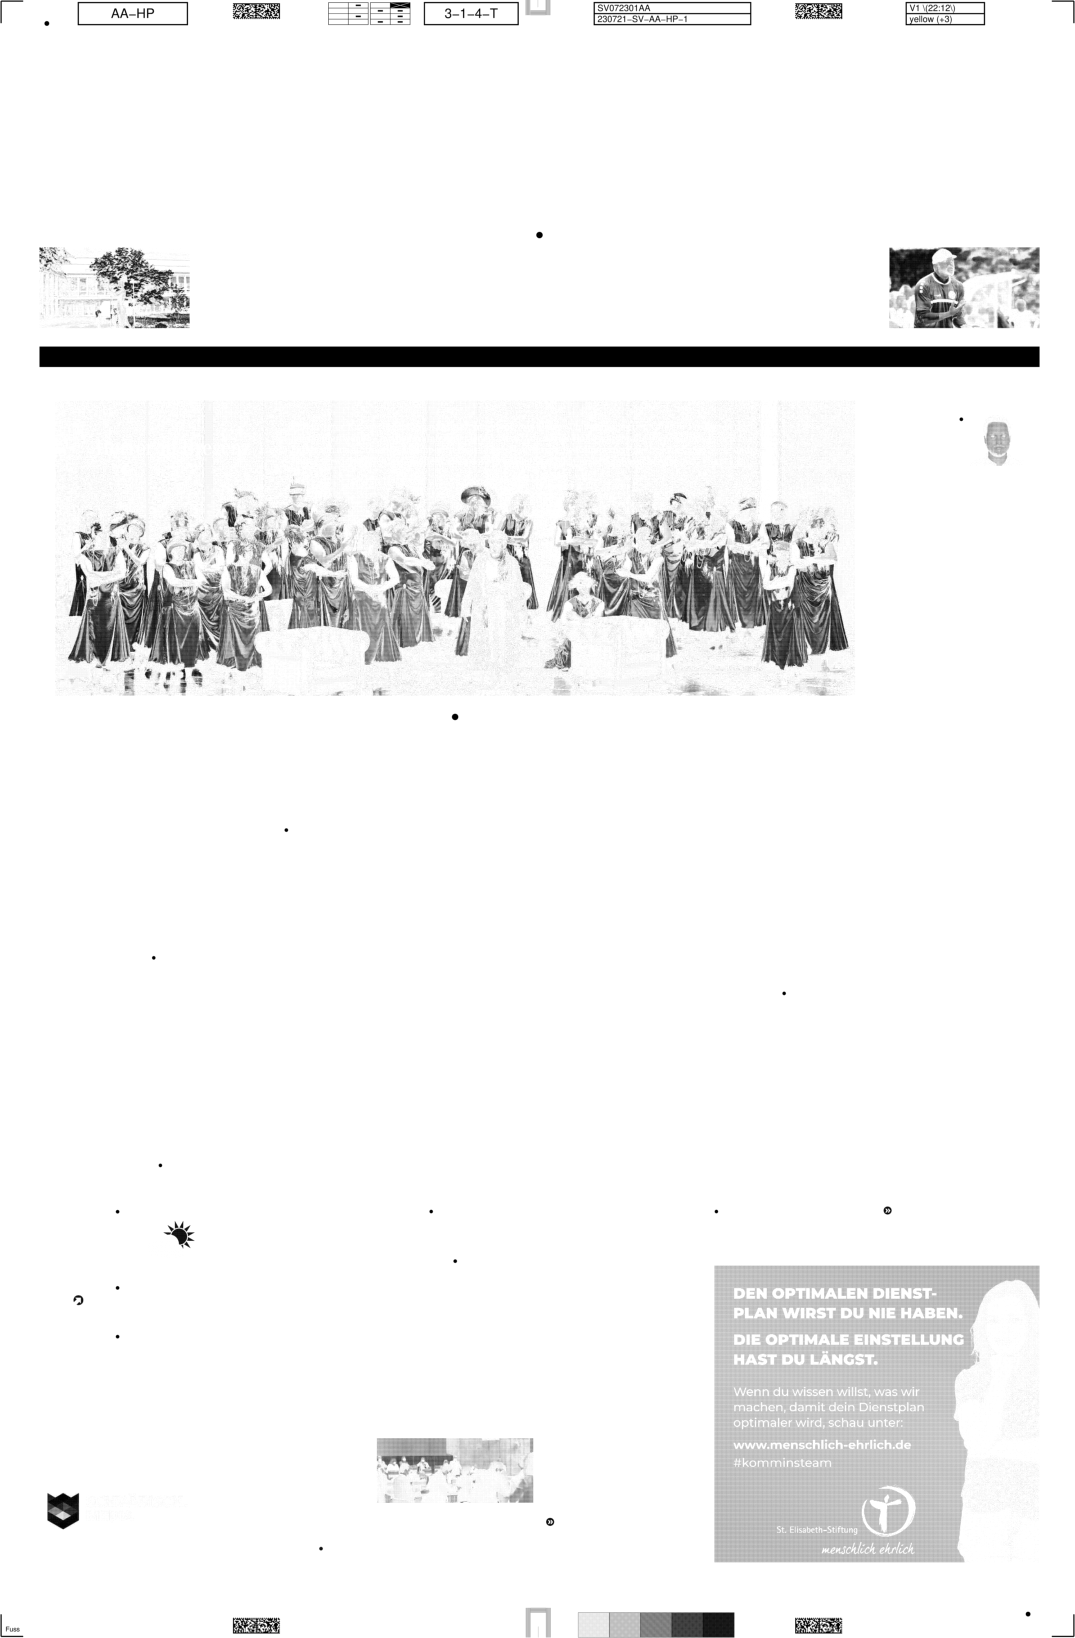 AA-HP
3-1-4-T
SV072301AA
230721-SV-AA-HP-1
V1 \(22:12\)
yellow (+3)
DEN OPTIMALEN DIENST-
PLAN WIRST DU NIE HABEN.
DIE OPTIMALE EINSTELLUNG
HAST DU LÄNGST.
Wenn du wissen willst, was wir
machen, damit dein Dienstplan
optimaler wird, schau unter:
www.menschlich-ehrlich.de
#komminsteam
St. Elisabeth-Stiftung
menschlich ehrlich
Fuss